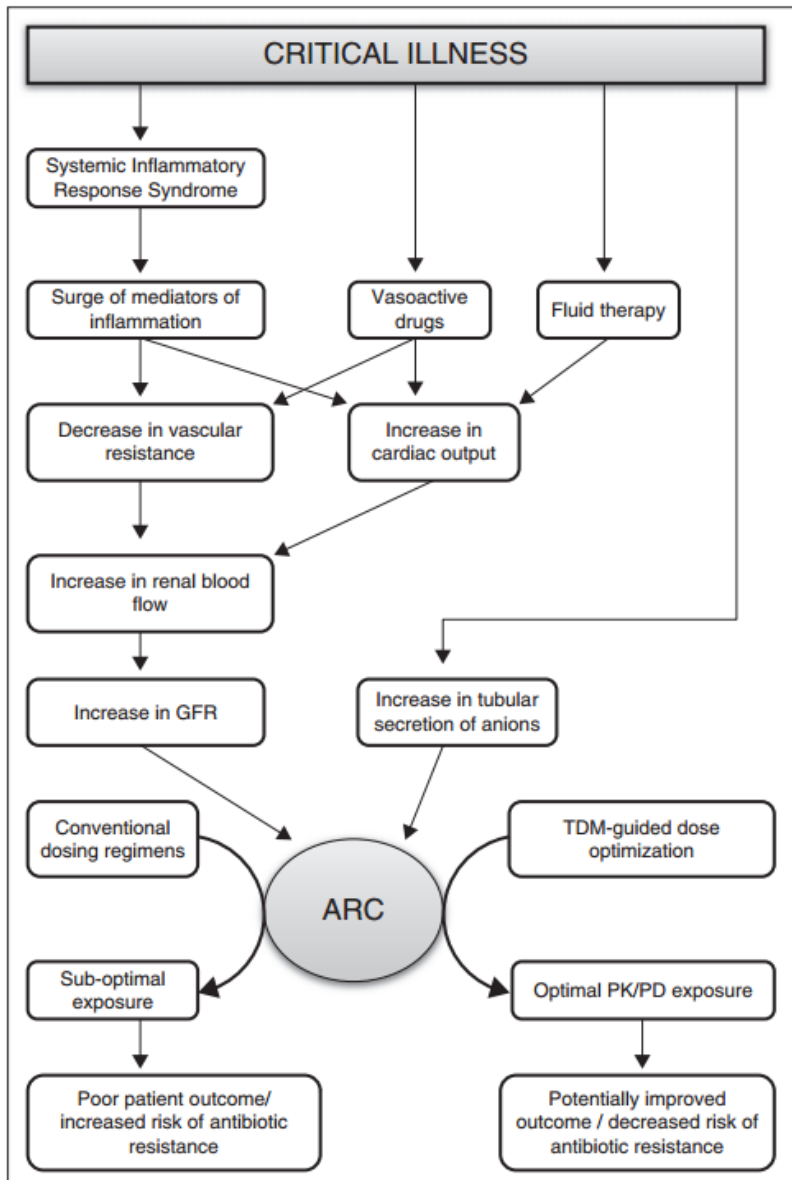 CRITICAL ILLNESS
Systemic Inflammatory
Response Syndrome
Surge of mediators of
inflammation
Vasoactive
drugs
Fluid therapy
Decrease in vascular
resistance
Increase in
cardiac output
Increase in renal blood
flow
Increase in GFR
Increase in tubular
secretion of anions
Conventional
dosing regimens
TDM-guided dose
optimization
ARC
Sub-optimal
exposure
Optimal PK/PD exposure
Poor patient outcome/
increased risk of antibiotic
resistance
Potentially improved
outcome / decreased risk of
antibiotic resistance